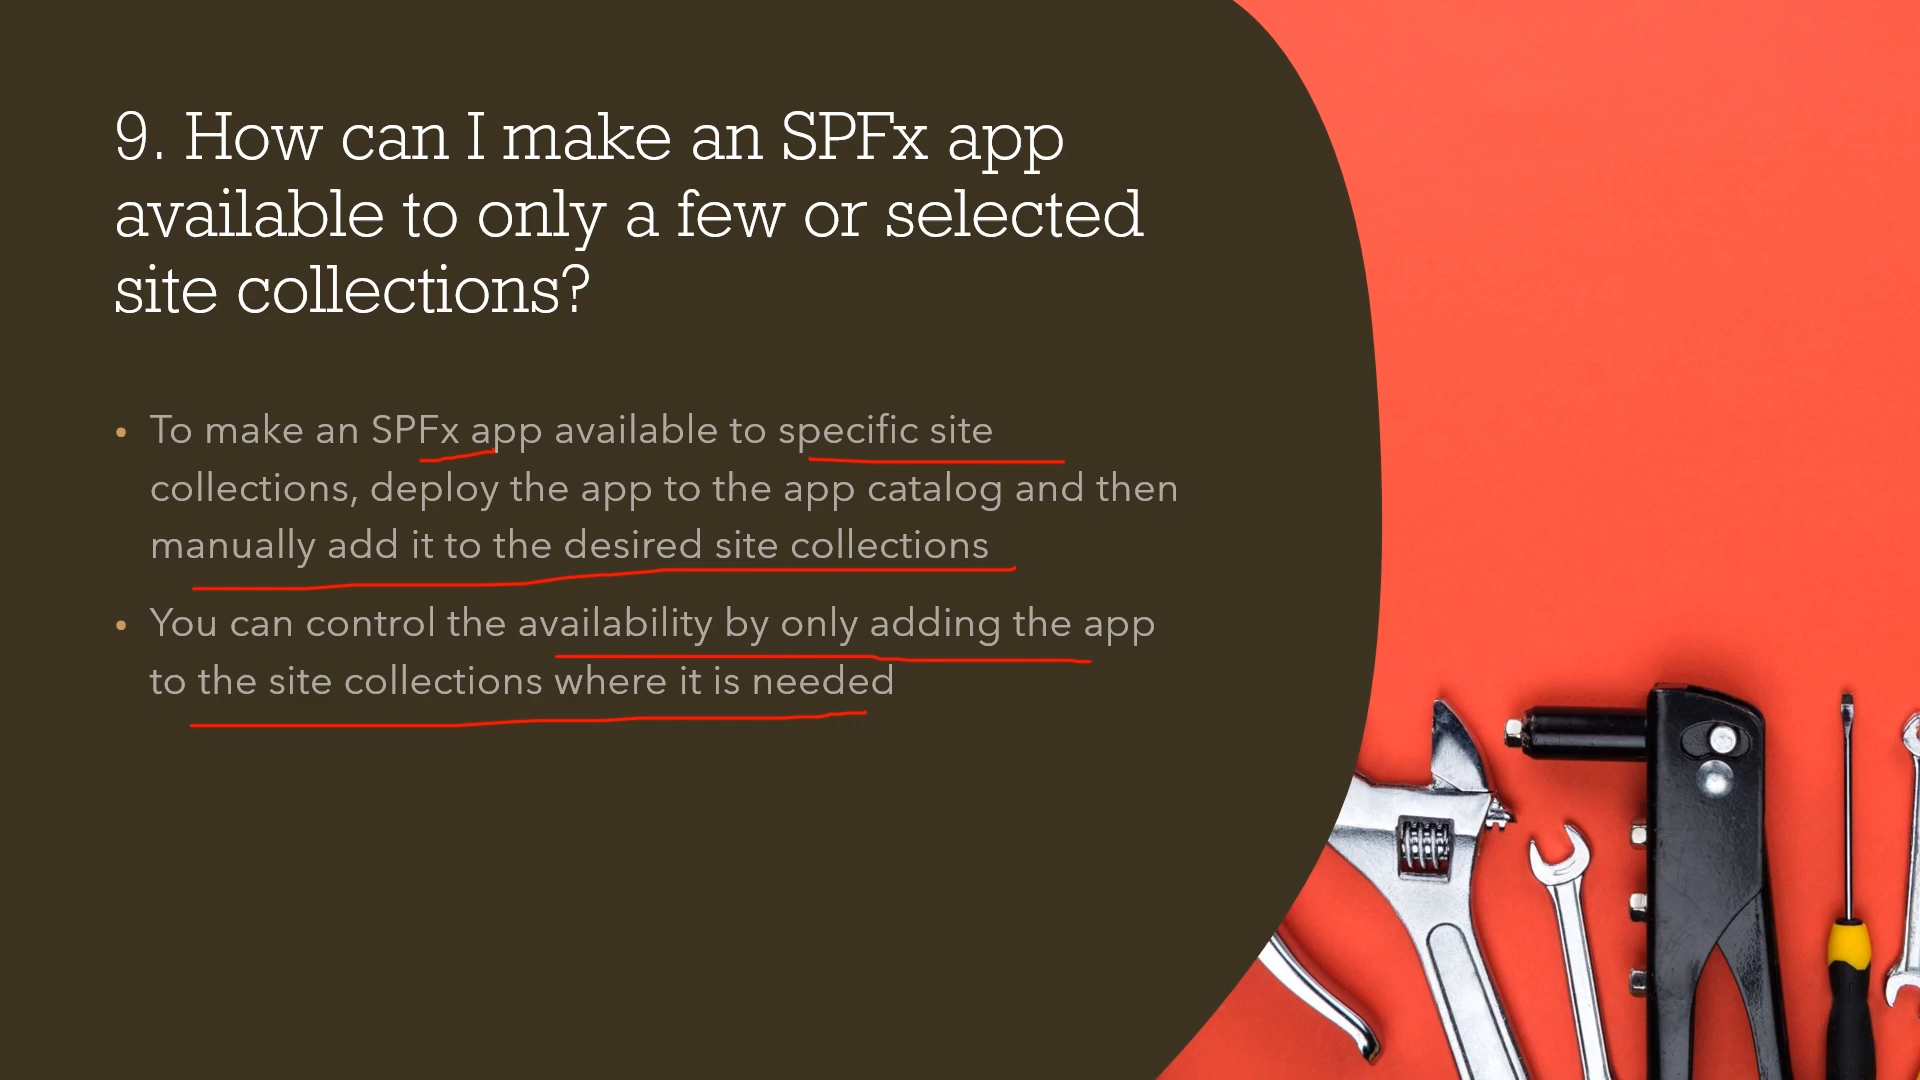 9. How can I make an SPFx app
available to only a few or selected
site collections?
• To make an SPFx app available to specific site
collections, deploy the app to the app catalog and then
manually add it to the desired site collections
• You can control the availability by only adding the app
to the site collections where it is needed